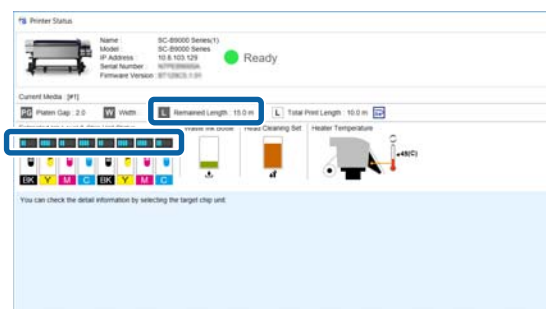 Printer Status
Name : SC-B9000 Series(1)
Model : SC-B9000 Series
IP Address : 10.8.103.129
Serial Number :
Firmware Version :
Ready
Current Media : [#1]
PG Platen Gap : 2.0 W Width : L Remained Length : 15.0 m L Total Print Length : 10.0 m
Waste Ink Bottle Head Cleaning Set Heater Temperature
+48(C)
BK Y M C BK Y M C
You can check the detail information by selecting the target chip unit